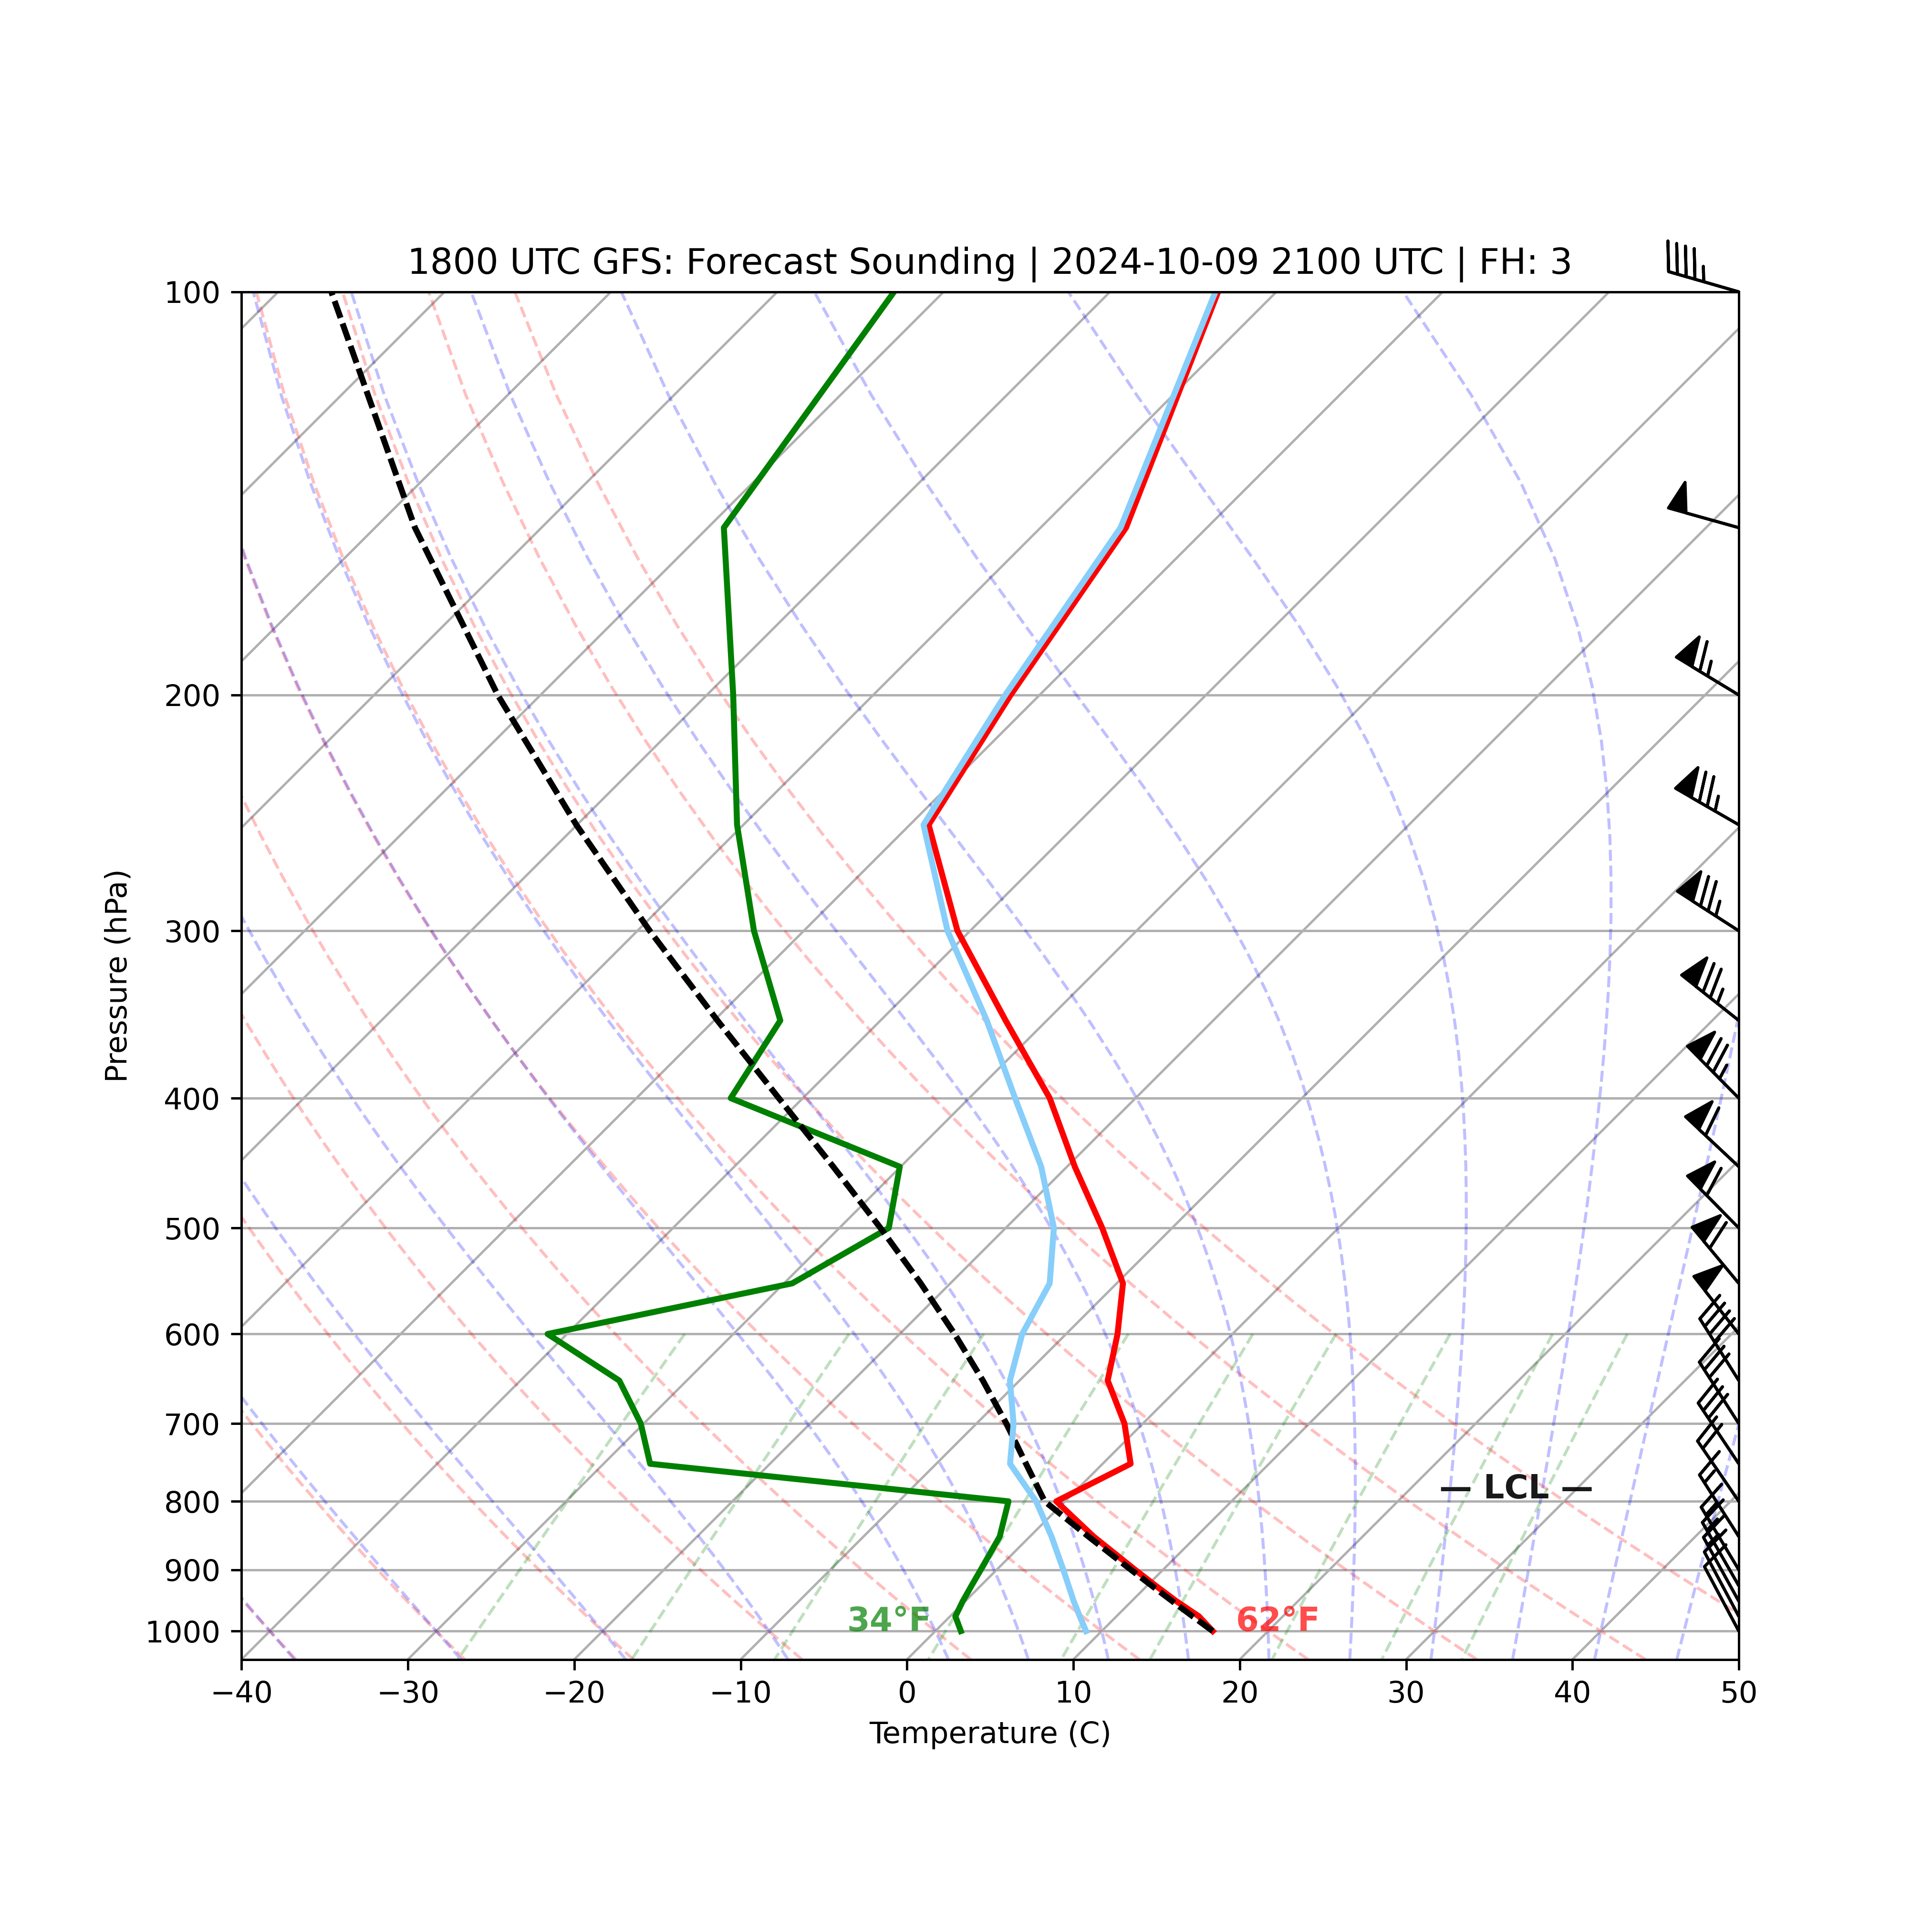 1800 UTC GFS: Forecast Sounding | 2024-10-09 2100 UTC | FH: 3
100
200
300
400
500
600
700
800
900
1000
Pressure (hPa)
— LCL —
34°F
62°F
−40 −30 −20 −10 0 10 20 30 40 50
Temperature (C)